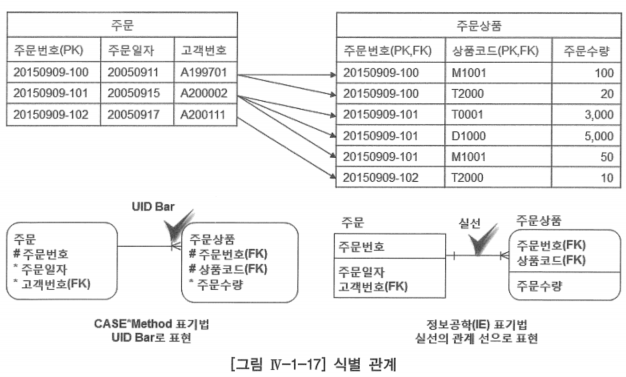 주문
주문번호(PK) 주문일자 고객번호
20150909-100 20050911 A199701
20150909-101 20050915 A200002
20150909-102 20050917 A200111
주문상품
주문번호(PK,FK) 상품코드(PK,FK) 주문수량
20150909-100 M1001 100
20150909-100 T2000 20
20150909-101 T0001 3,000
20150909-101 D1000 5,000
20150909-101 M1001 50
20150909-102 T2000 10
UID Bar
주문
# 주문번호
* 주문일자
* 고객번호(FK)
주문상품
# 주문번호(FK)
# 상품코드(FK)
* 주문수량
CASE*Method 표기법
UID Bar로 표현
주문
주문번호
주문일자
고객번호(FK)
실선
주문상품
주문번호(FK)
상품코드(FK)
주문수량
정보공학(IE) 표기법
실선의 관계 선으로 표현
[그림 Ⅳ-1-17] 식별 관계